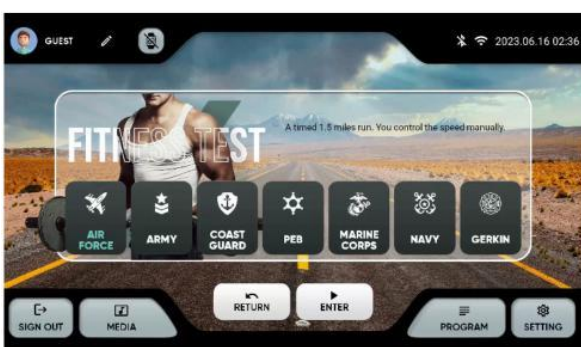 GUEST
2023.06.16 02:36
FITNESS TEST
A timed 1.5 miles run. You control the speed manually.
AIR
FORCE
ARMY
COAST
GUARD
PEB
MARINE
CORPS
NAVY
GERKIN
RETURN
ENTER
SIGN OUT
MEDIA
PROGRAM
SETTING